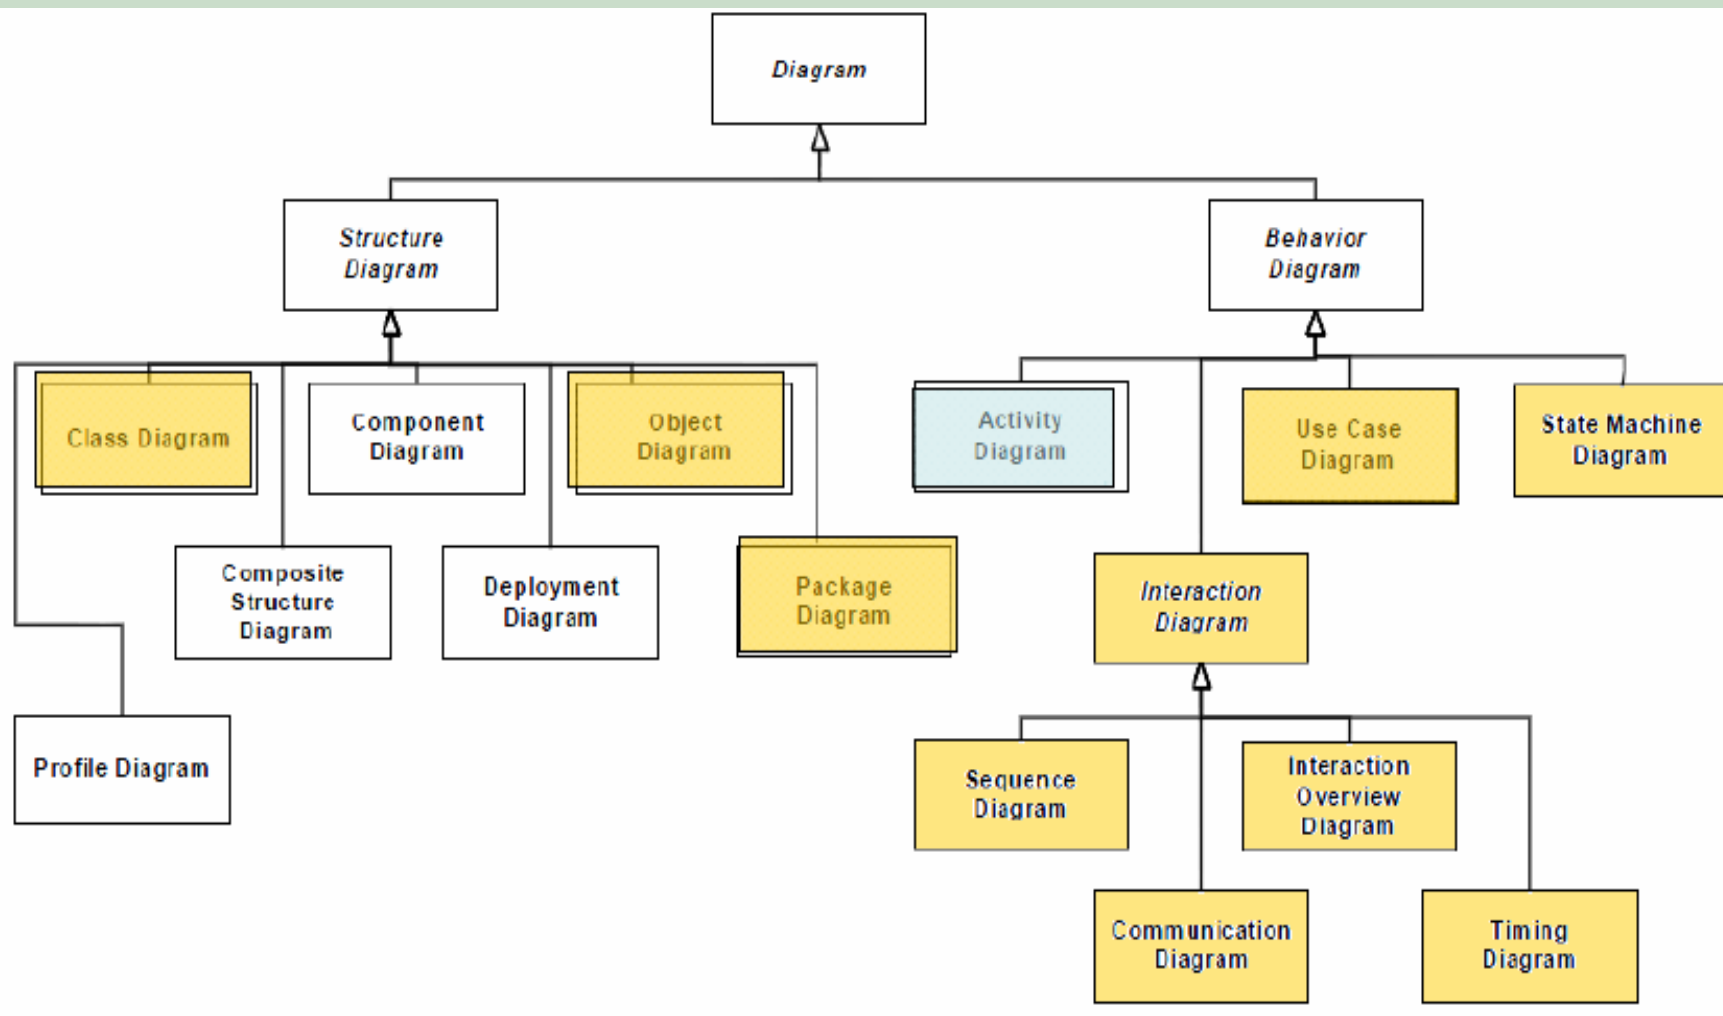 Diagram
Structure
Diagram
Behavior
Diagram
Class Diagram
Component
Diagram
Object
Diagram
Activity
Diagram
Use Case
Diagram
State Machine
Diagram
Composite
Structure
Diagram
Deployment
Diagram
Package
Diagram
Interaction
Diagram
Profile Diagram
Sequence
Diagram
Interaction
Overview
Diagram
Communication
Diagram
Timing
Diagram